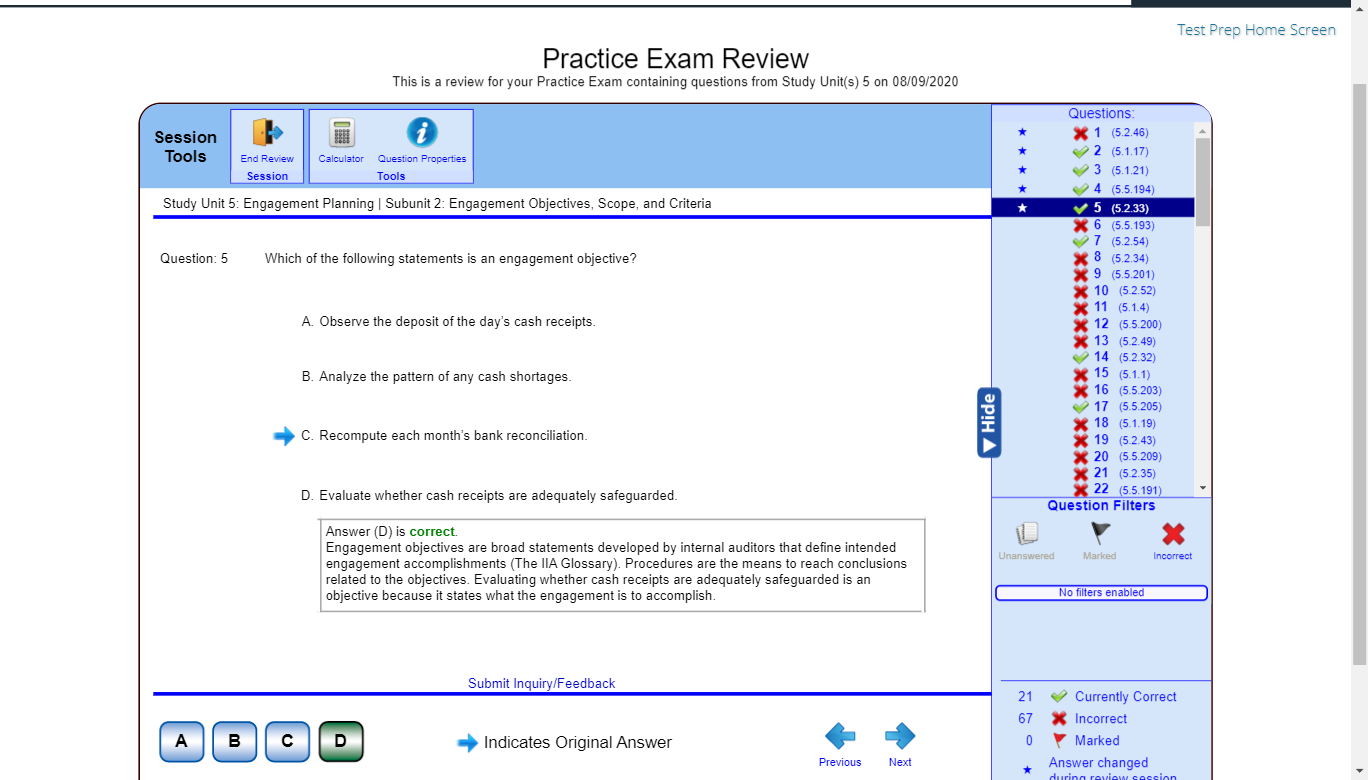 Test Prep Home Screen
Practice Exam Review
This is a review for your Practice Exam containing questions from Study Unit(s) 5 on 08/09/2020
Session Tools
End Review
Session
Calculator
Question Properties
Tools
Study Unit 5: Engagement Planning | Subunit 2: Engagement Objectives, Scope, and Criteria
Question: 5 Which of the following statements is an engagement objective?
A. Observe the deposit of the day's cash receipts.
B. Analyze the pattern of any cash shortages.
C. Recompute each month's bank reconciliation.
D. Evaluate whether cash receipts are adequately safeguarded.
Answer (D) is correct.
Engagement objectives are broad statements developed by internal auditors that define intended
engagement accomplishments (The IIA Glossary). Procedures are the means to reach conclusions
related to the objectives. Evaluating whether cash receipts are adequately safeguarded is an
objective because it states what the engagement is to accomplish.
Submit Inquiry/Feedback
A B C D
Indicates Original Answer
Previous Next
Hide
Questions:
1 (5.2.46)
2 (5.1.17)
3 (5.1.21)
4 (5.5.194)
5 (5.2.33)
6 (5.5.193)
7 (5.2.54)
8 (5.2.34)
9 (5.5.201)
10 (5.2.52)
11 (5.1.4)
12 (5.5.200)
13 (5.2.49)
14 (5.2.32)
15 (5.1.1)
16 (5.5.203)
17 (5.5.205)
18 (5.1.19)
19 (5.2.43)
20 (5.5.209)
21 (5.2.35)
22 (5.5.191)
Question Filters
Unanswered Marked Incorrect
No filters enabled
21 Currently Correct
67 Incorrect
0 Marked
Answer changed
during review session